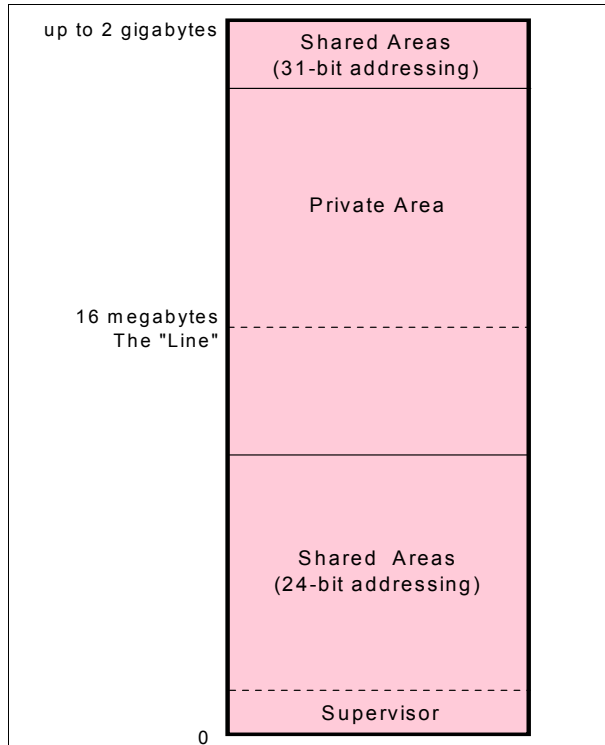 up to 2 gigabytes
Shared Areas
(31-bit addressing)
Private Area
16 megabytes
The "Line"
Shared Areas
(24-bit addressing)
Supervisor
0